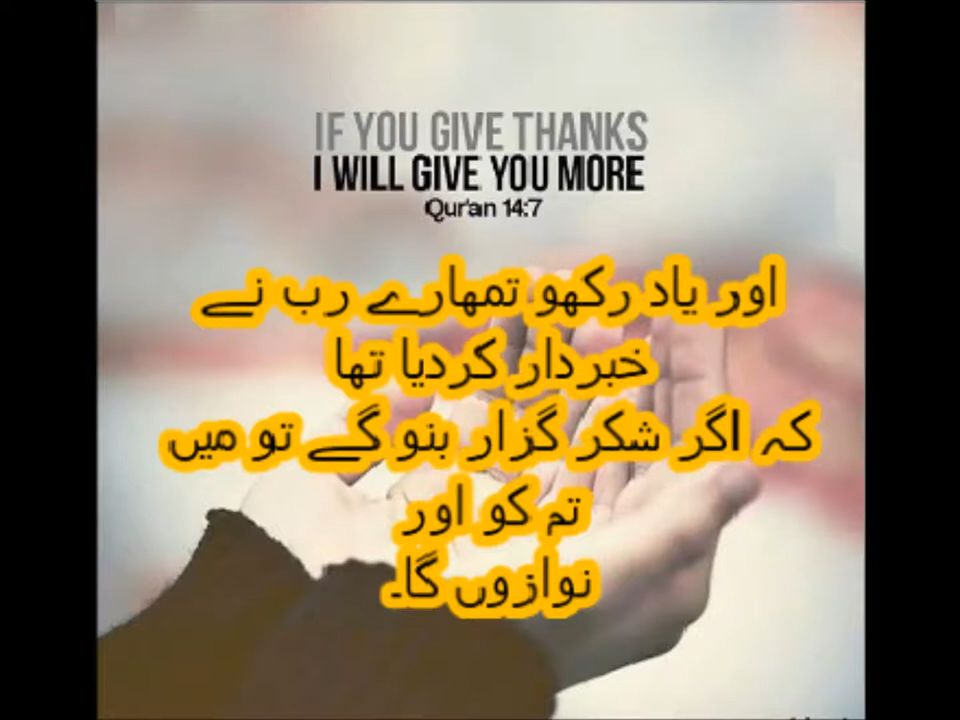 IF YOU GIVE THANKS
I WILL GIVE YOU MORE
Qur'an 14:7
اور یاد رکھو تمھارے رب نے
خبردار کردیا تھا
کہ اگر شکر گزار بنو گے تو میں
تم کو اور
نوازوں گا۔